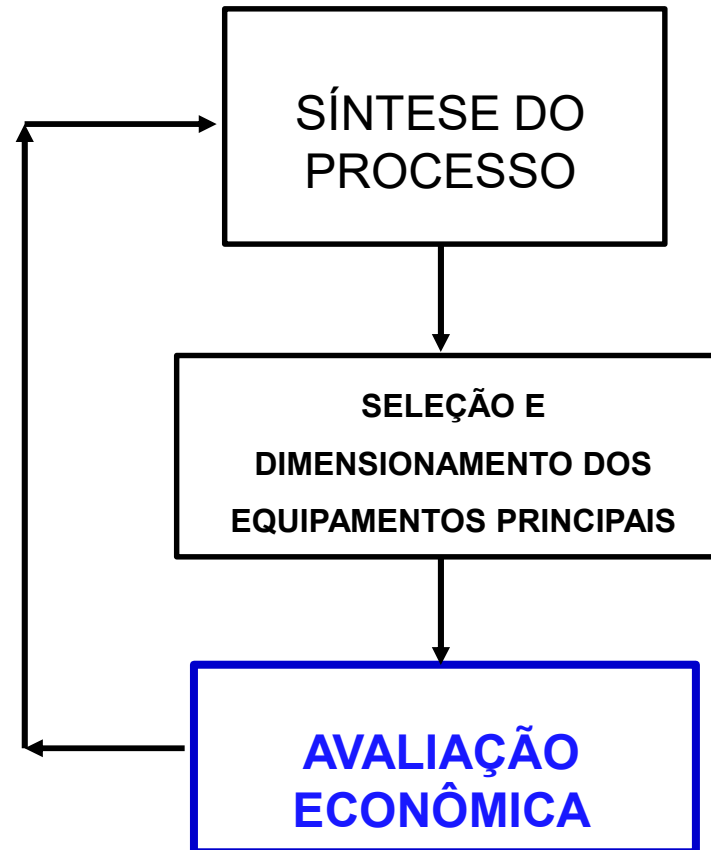 SÍNTESE DO
PROCESSO
SELEÇÃO E
DIMENSIONAMENTO DOS
EQUIPAMENTOS PRINCIPAIS
AVALIAÇÃO
ECONÔMICA